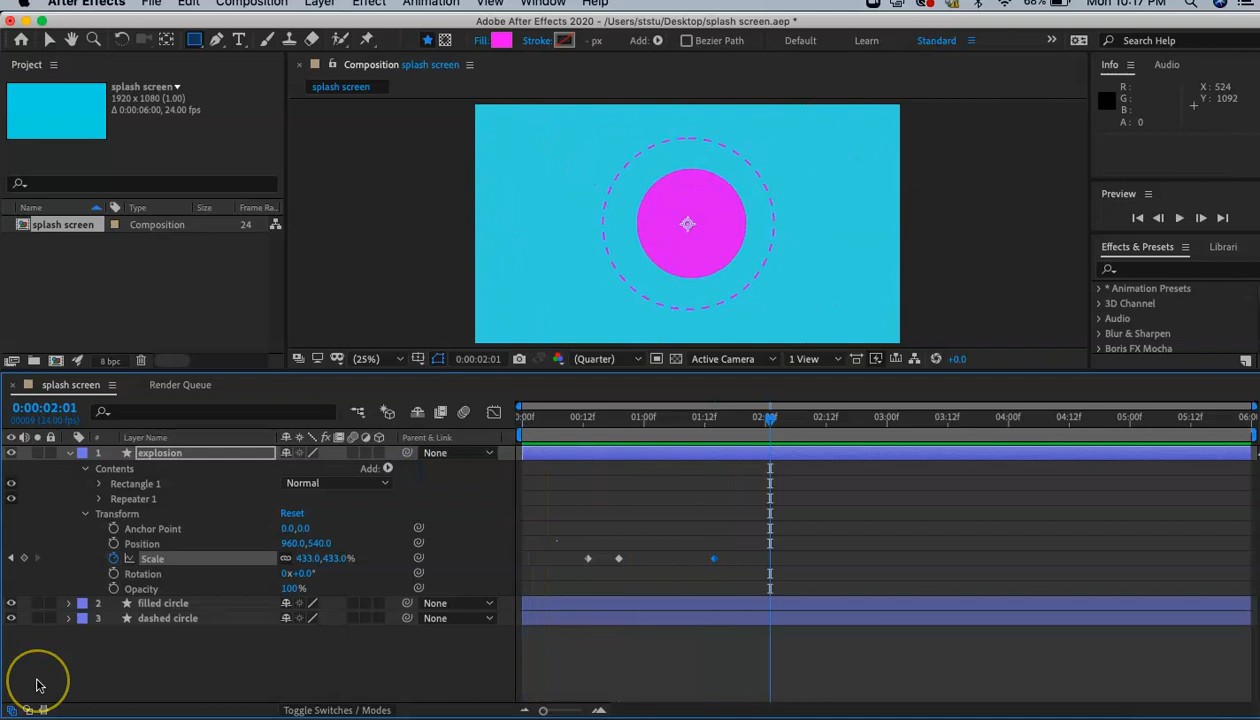 After Effects File Edit Composition Layer Effect Animation View Window Help 68% Mon 10:17 PM
Adobe After Effects 2020 - /Users/ststu/Desktop/splash screen.aep *
Fill: Stroke: - px Add: Bezier Path Default Learn Standard Search Help
Project
Composition splash screen
Info Audio
splash screen
1920 x 1080 (1.00)
Δ 0:00:06:00, 24.00 fps
splash screen
R: X: 524
G: Y: 1092
B:
A: 0
Name Type Size Frame Ra...
splash screen Composition 24
Preview
Effects & Presets Librari
* Animation Presets
3D Channel
Audio
Blur & Sharpen
Boris FX Mocha
8 bpc
(25%) 0:00:02:01 (Quarter) Active Camera 1 View +0.0
splash screen Render Queue
0:00:02:01
00049 (24.00 fps)
:00f 00:12f 01:00f 01:12f 02:00f 02:12f 03:00f 03:12f 04:00f 04:12f 05:00f 05:12f 06:0
# Layer Name fx Parent & Link
1 explosion None
Contents Add:
Rectangle 1 Normal
Repeater 1
Transform Reset
Anchor Point 0.0,0.0
Position 960.0,540.0
Scale 433.0,433.0%
Rotation 0x+0.0°
Opacity 100%
2 filled circle None
3 dashed circle None
Toggle Switches / Modes